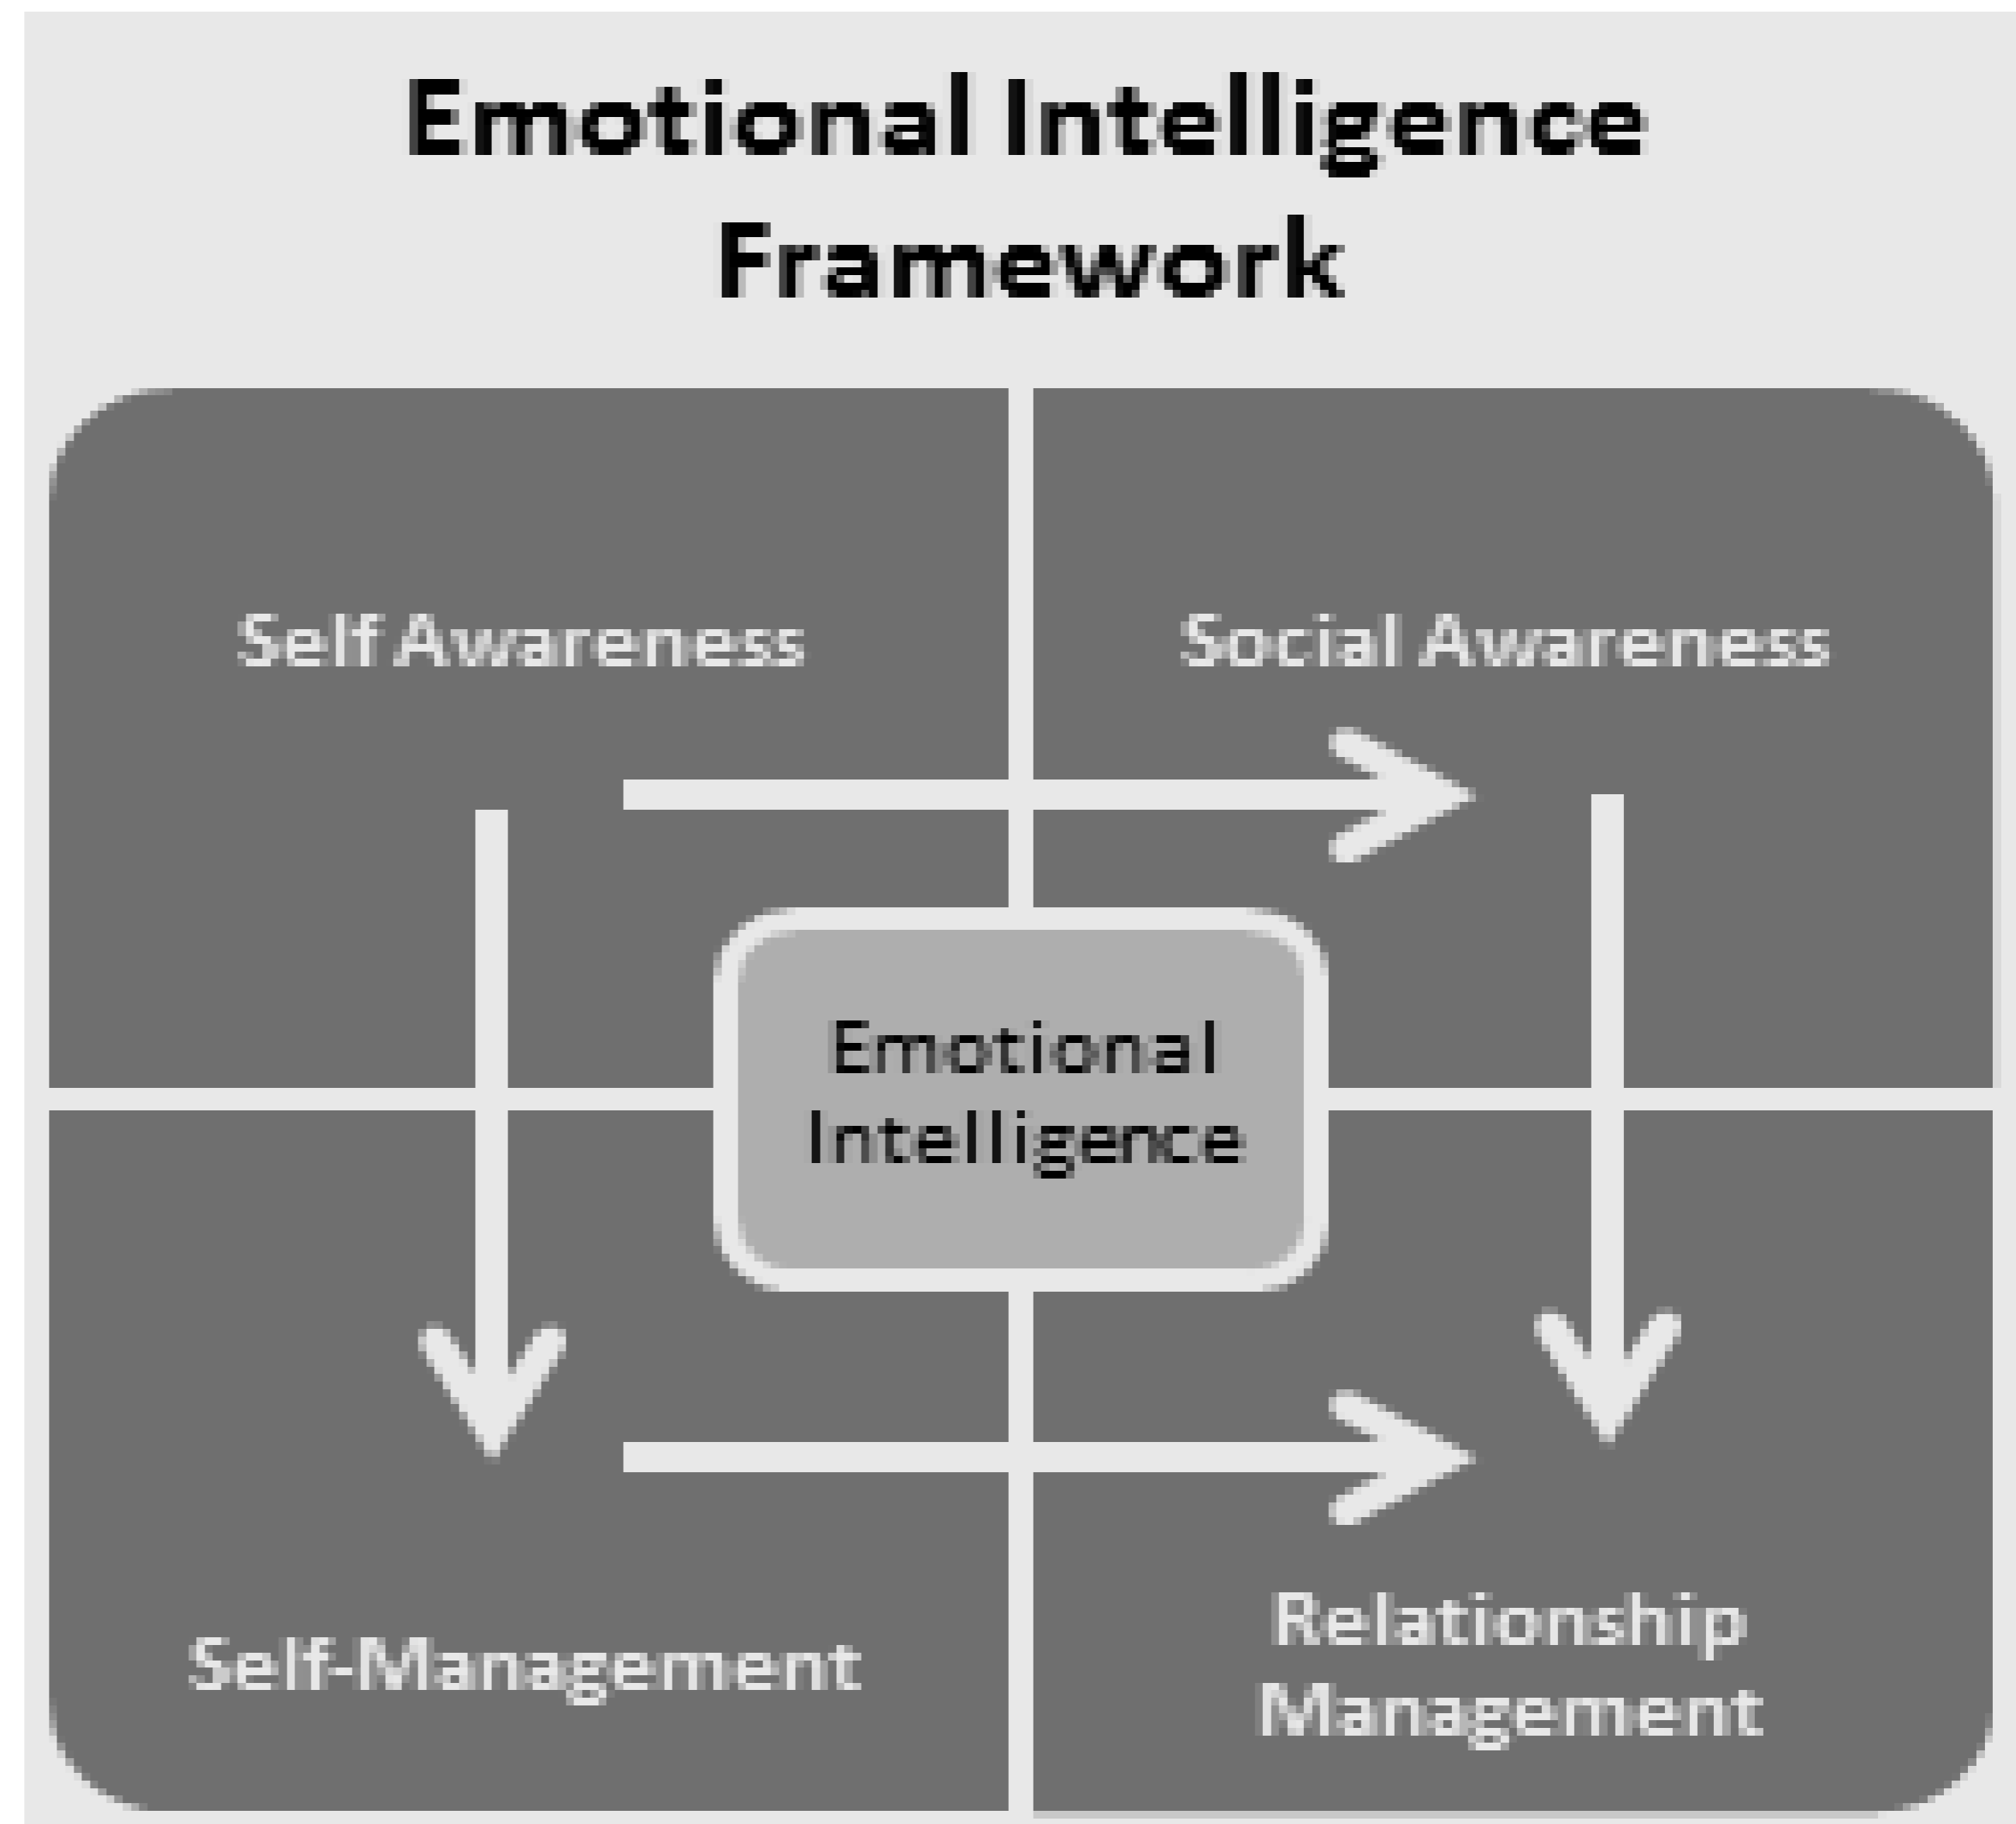 Emotional Intelligence
Framework
Self Awareness
Social Awareness
Emotional
Intelligence
Self-Management
Relationship
Management